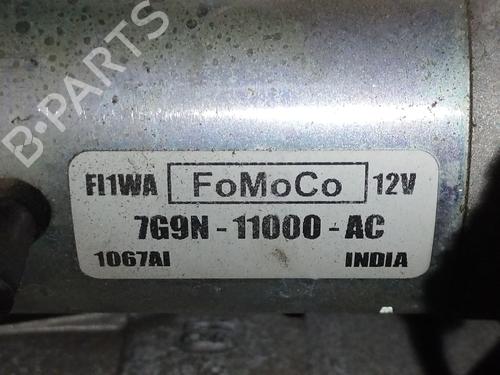 B-PARTS
FI1WA FoMoCo 12V
7G9N - 11000 - AC
1067AI INDIA